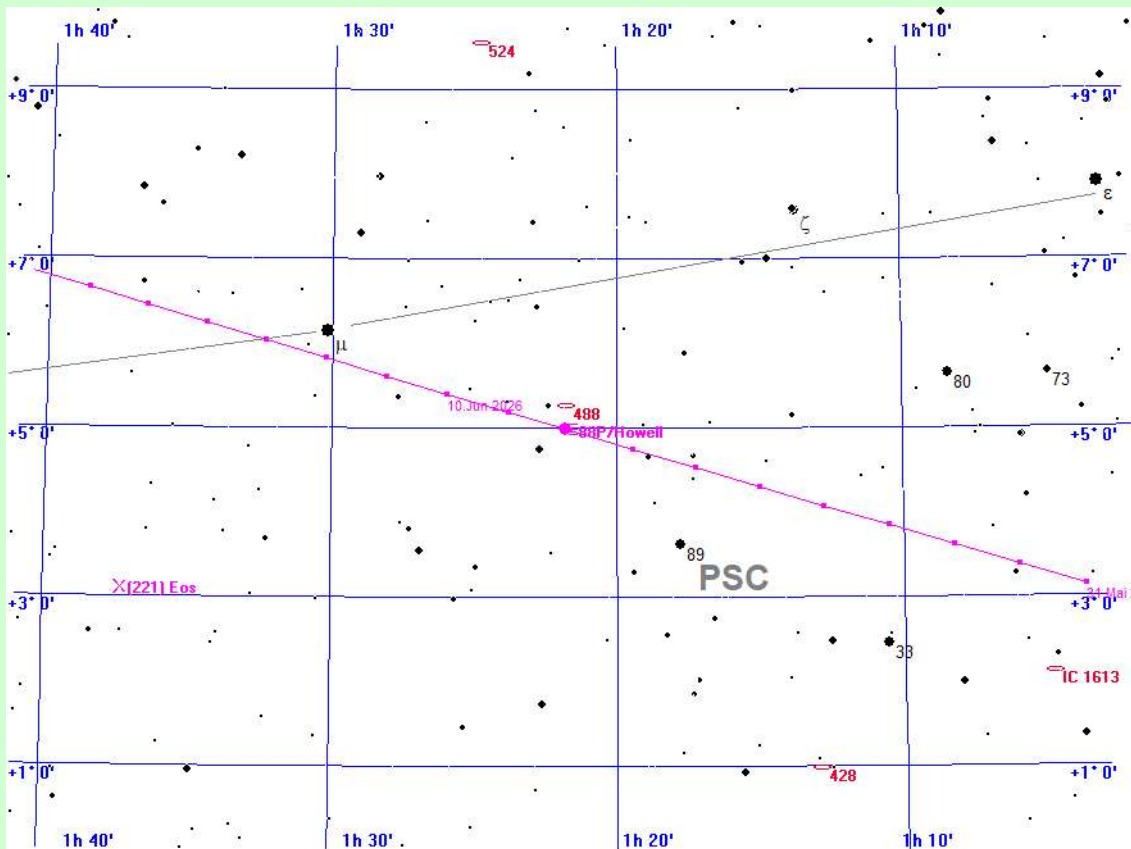 1h 40' 1h 30' 1h 20' 1h 10'
524
+9° 0' +9° 0'
ε
ζ
+7° 0' +7° 0'
μ
80 73
10.Jun 2026
488
+5° 0' 88P/Howell +5° 0'
89
PSC
(221) Eos
31 Mai
+3° 0' +3° 0'
33
IC 1613
+1° 0' 428 +1° 0'
1h 40' 1h 30' 1h 20' 1h 10'